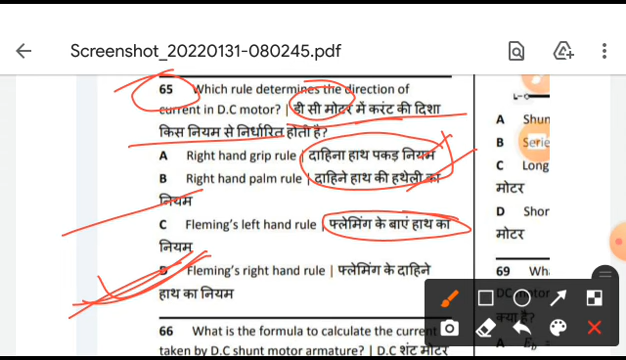 Screenshot_20220131-080245.pdf
65 Which rule determines the direction of
current in D.C motor? | डी सी मोटर में करंट की दिशा
किस नियम से निर्धारित होती है?
A Right hand grip rule | दाहिना हाथ पकड़ नियम
B Right hand palm rule | दाहिने हाथ की हथेली का
नियम
C Fleming's left hand rule | फ्लेमिंग के बाएं हाथ का
नियम
D Fleming's right hand rule | फ्लेमिंग के दाहिने
हाथ का नियम
66 What is the formula to calculate the current
taken by D.C shunt motor armature? | D.C शंट मोटर
A Shun
B Serie
C Long
मोटर
D Shor
मोटर
69 Wh
DC motor
क्या है?
A E_b =